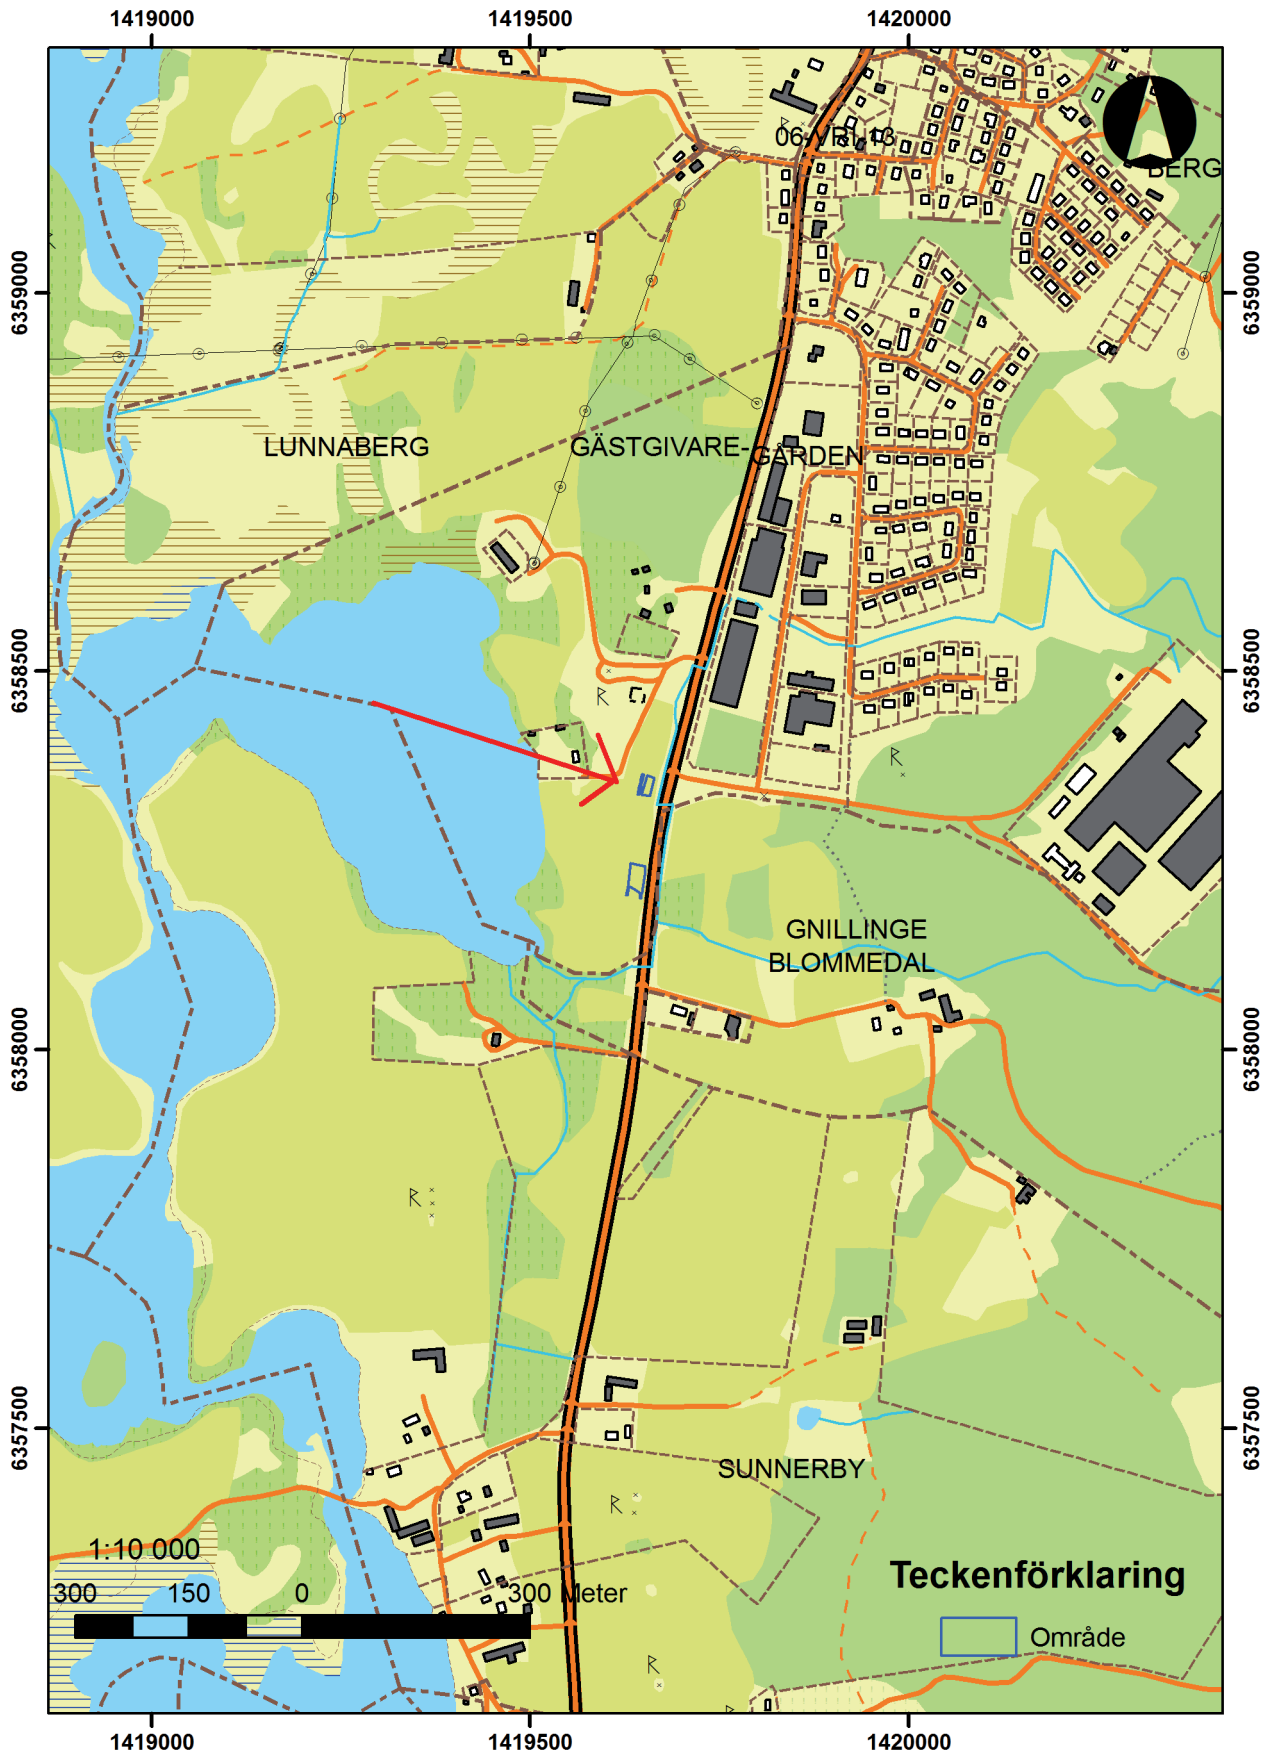 1419000 1419500 1420000
06-VRI-13
BERG
6359000 6359000
LUNNABERG GÄSTGIVARE-
GÅRDEN
6358500 6358500
R
R
GNILLINGE
BLOMMEDAL
6358000 6358000
R
6357500 6357500
SUNNERBY
R
1:10 000
Teckenförklaring
300 150 0 300 Meter
Område
R
1419000 1419500 1420000